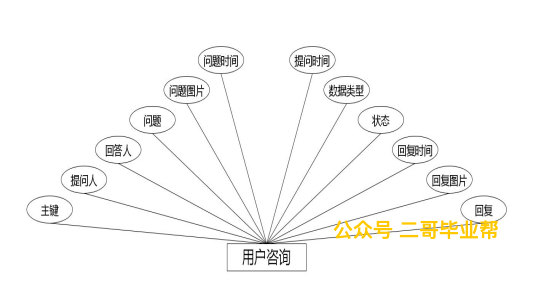 问题时间 提问时间
问题图片 数据类型
问题 状态
回答人 回复时间
提问人 回复图片
主键 回复
公众号 二哥毕业帮
用户咨询